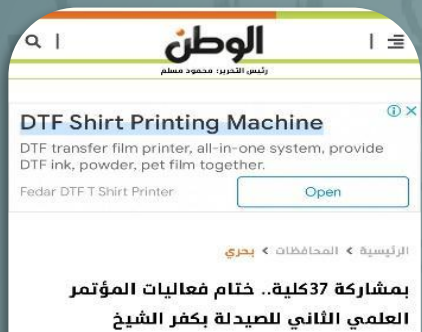 الوطن
رئيس التحرير: محمود مسلم
DTF Shirt Printing Machine
DTF transfer film printer, all-in-one system, provide
DTF ink, powder, pet film together.
Fedar DTF T Shirt Printer
Open
الرئيسية > المحافظات > بحري
بمشاركة 37كلية.. ختام فعاليات المؤتمر
العلمي الثاني للصيدلة بكفر الشيخ